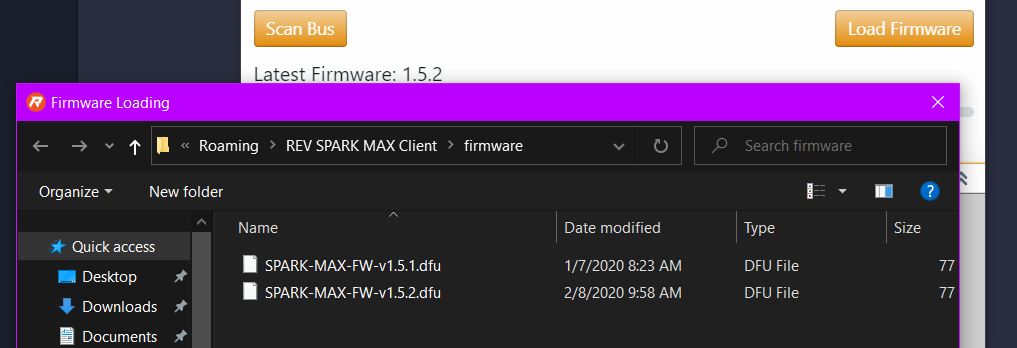 Scan Bus
Load Firmware
Latest Firmware: 1.5.2
Firmware Loading
« Roaming > REV SPARK MAX Client > firmware
Search firmware
Organize
New folder
Name Date modified Type Size
Quick access
SPARK-MAX-FW-v1.5.1.dfu 1/7/2020 8:23 AM DFU File 77
Desktop
SPARK-MAX-FW-v1.5.2.dfu 2/8/2020 9:58 AM DFU File 77
Downloads
Documents